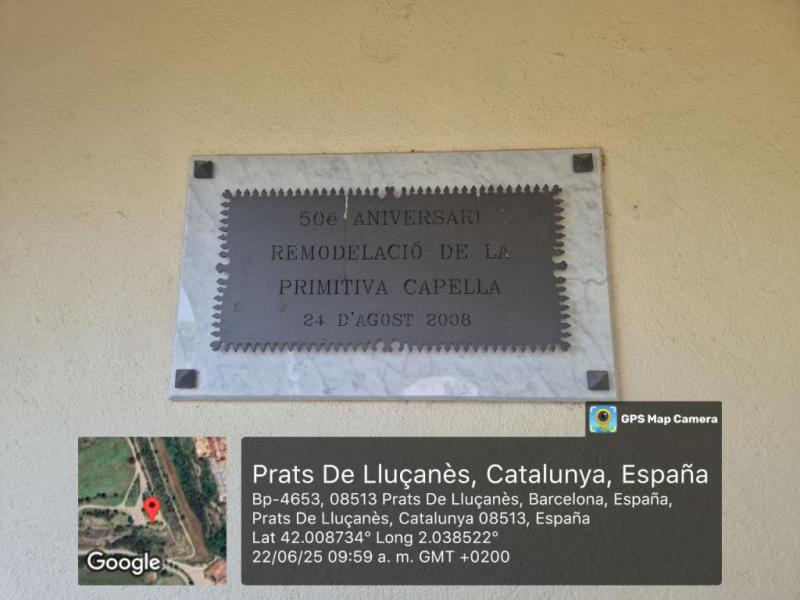 50è ANIVERSARI
REMODELACIÓ DE LA
PRIMITIVA CAPELLA
24 D'AGOST 2008
GPS Map Camera
Google
Prats De Lluçanès, Catalunya, España
Bp-4653, 08513 Prats De Lluçanès, Barcelona, España,
Prats De Lluçanès, Catalunya 08513, España
Lat 42.008734° Long 2.038522°
22/06/25 09:59 a. m. GMT +0200